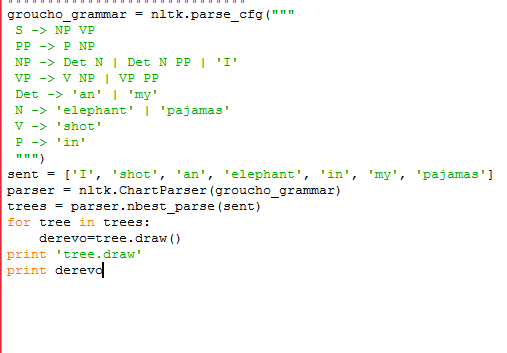 groucho_grammar = nltk.parse_cfg("""
 S -> NP VP
 PP -> P NP
 NP -> Det N | Det N PP | 'I'
 VP -> V NP | VP PP
 Det -> 'an' | 'my'
 N -> 'elephant' | 'pajamas'
 V -> 'shot'
 P -> 'in'
 """)
sent = ['I', 'shot', 'an', 'elephant', 'in', 'my', 'pajamas']
parser = nltk.ChartParser(groucho_grammar)
trees = parser.nbest_parse(sent)
for tree in trees:
    derevo=tree.draw()
print 'tree.draw'
print derevo